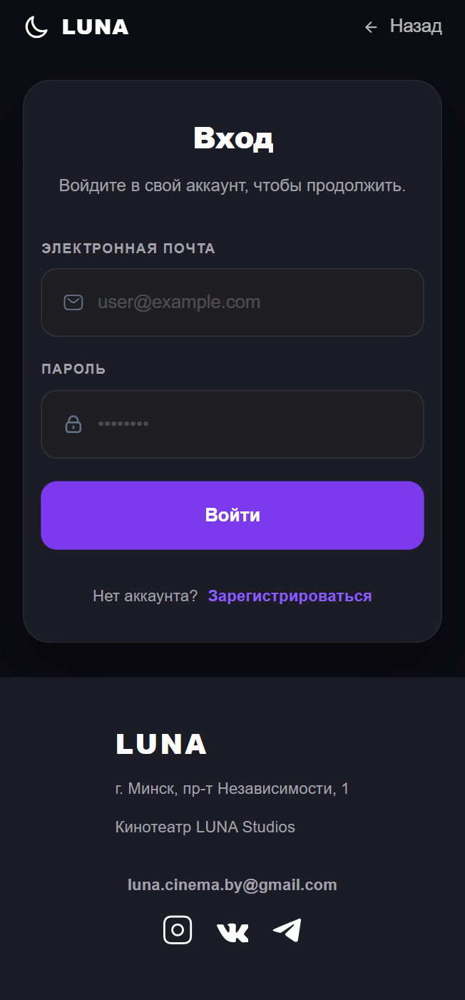 LUNA
← Назад
Вход
Войдите в свой аккаунт, чтобы продолжить.
ЭЛЕКТРОННАЯ ПОЧТА
user@example.com
ПАРОЛЬ
••••••••
Войти
Нет аккаунта? Зарегистрироваться
LUNA
г. Минск, пр-т Независимости, 1
Кинотеатр LUNA Studios
luna.cinema.by@gmail.com